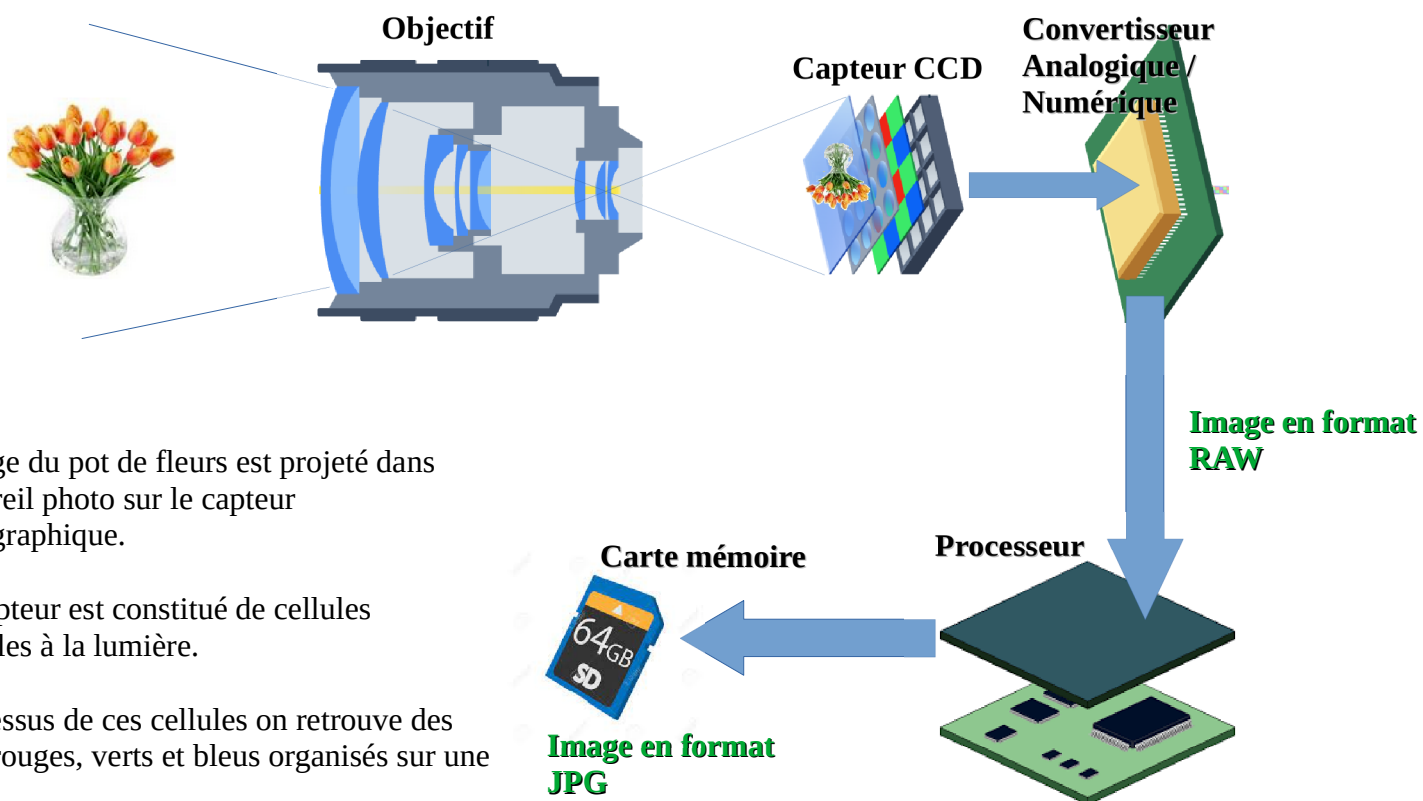 Objectif
Capteur CCD
Convertisseur
Analogique /
Numérique
Image en format
RAW
ge du pot de fleurs est projeté dans
reil photo sur le capteur
graphique.
Carte mémoire
Processeur
pteur est constitué de cellules
les à la lumière.
64GB
SD
essus de ces cellules on retrouve des
rouges, verts et bleus organisés sur une
Image en format
JPG